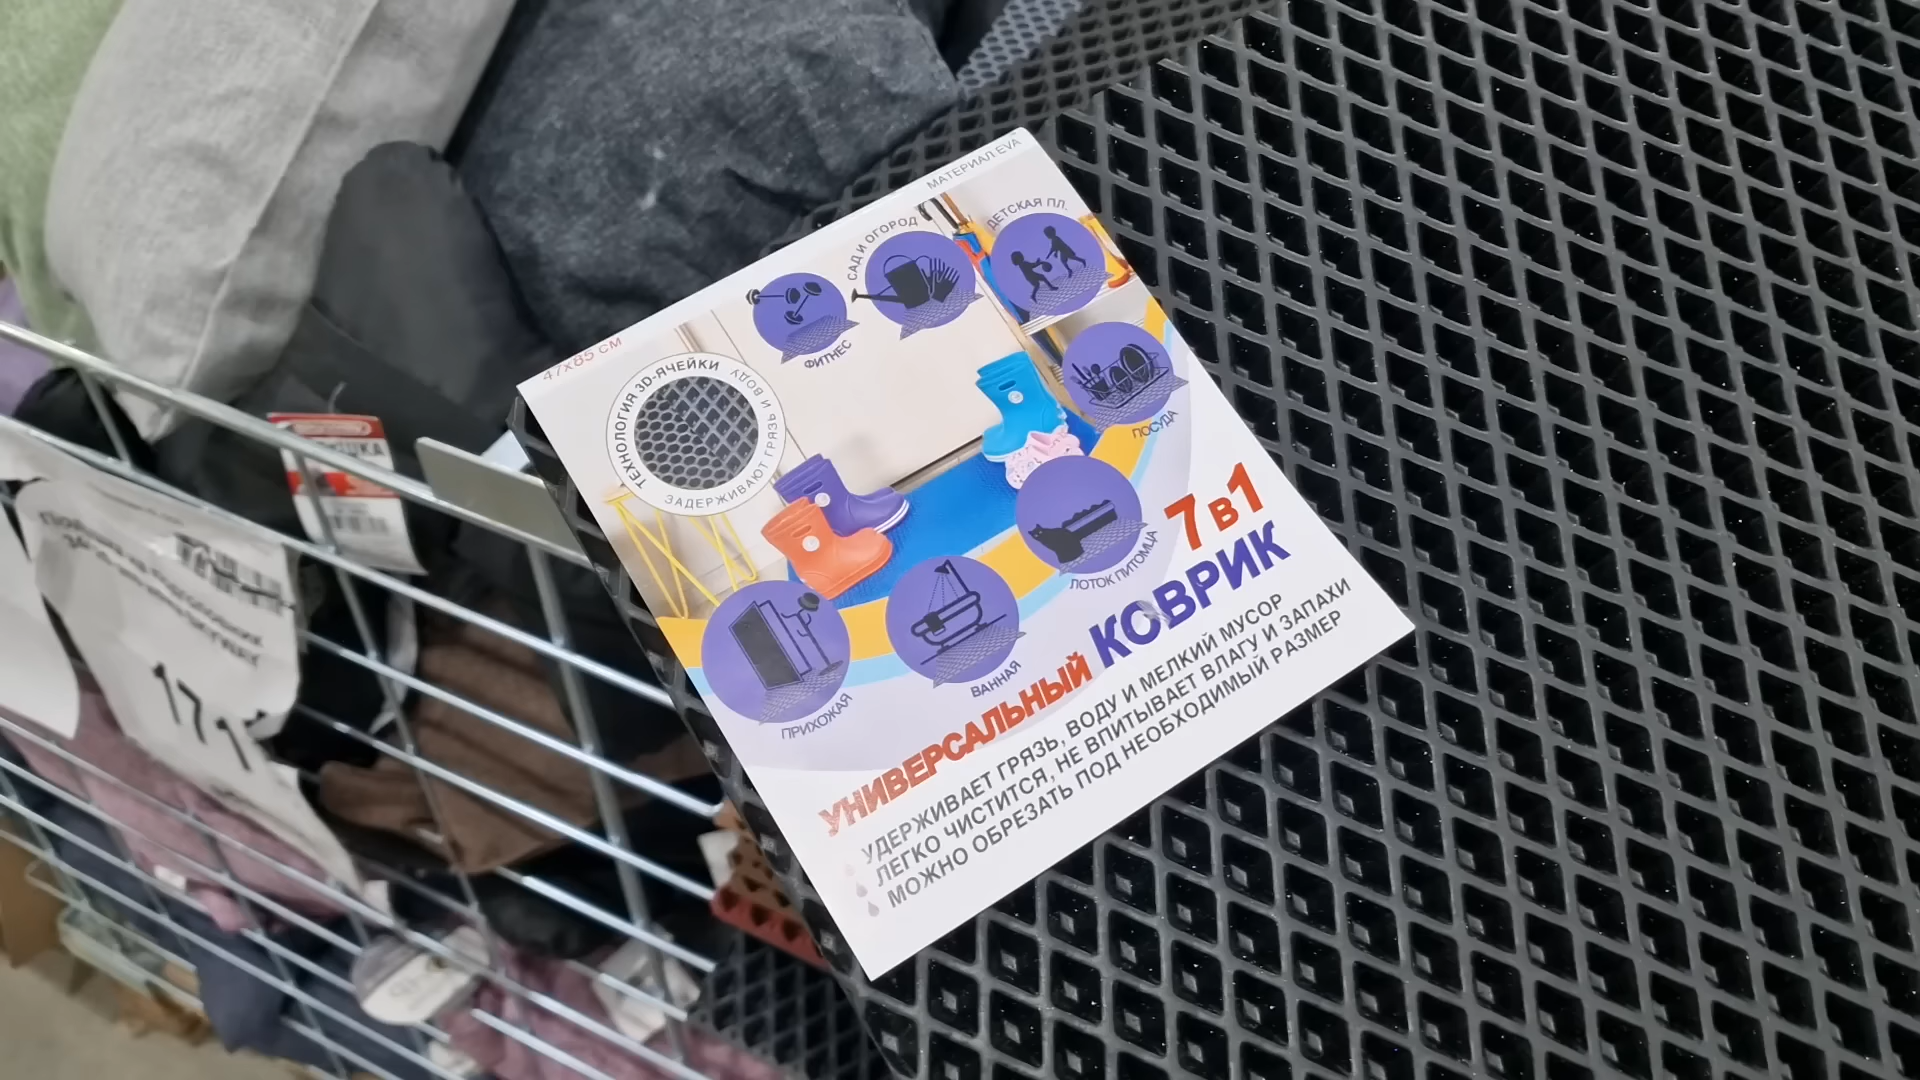 МАТЕРИАЛ EVA
47x85 СМ
ТЕХНОЛОГИЯ 3D-ЯЧЕЙКИ
ЗАДЕРЖИВАЮТ ГРЯЗЬ И ВОДУ
ФИТНЕС
САД И ОГОРОД
ДЕТСКАЯ ПЛ.
ПОСУДА
ЛОТОК ПИТОМЦА
ВАННАЯ
ПРИХОЖАЯ
7 в 1
УНИВЕРСАЛЬНЫЙ КОВРИК
УДЕРЖИВАЕТ ГРЯЗЬ, ВОДУ И МЕЛКИЙ МУСОР
ЛЕГКО ЧИСТИТСЯ, НЕ ВПИТЫВАЕТ ВЛАГУ И ЗАПАХИ
МОЖНО ОБРЕЗАТЬ ПОД НЕОБХОДИМЫЙ РАЗМЕР
171